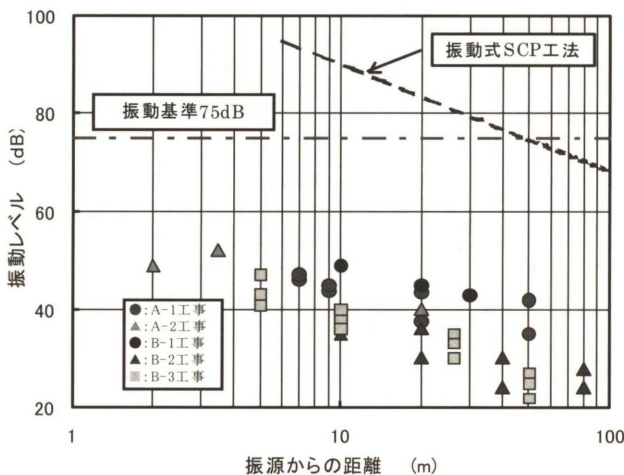 100
80
60
40
20
振動レベル (dB)
振動式SCP工法
振動基準75dB
●:A-1工事
▲:A-2工事
●:B-1工事
▲:B-2工事
■:B-3工事
1
10
100
振源からの距離 (m)